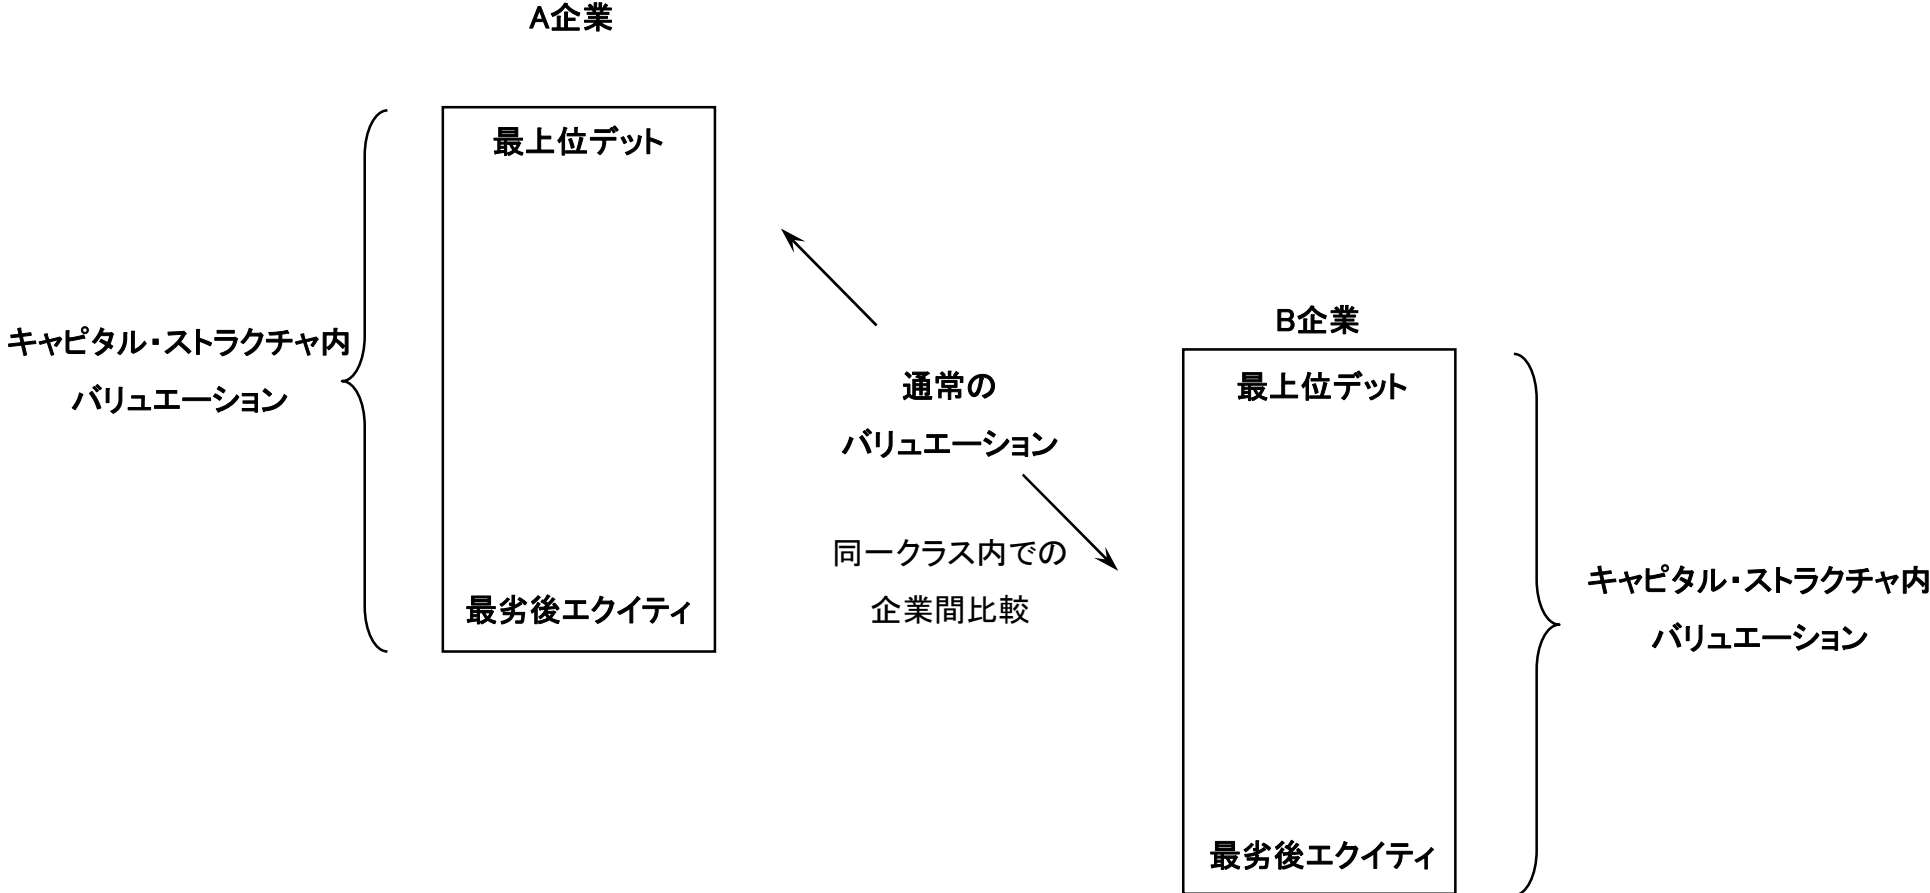 A企業
最上位デット
キャピタル・ストラクチャ内
バリュエーション
最劣後エクイティ
通常の
バリュエーション
同一クラス内での
企業間比較
B企業
最上位デット
最劣後エクイティ
キャピタル・ストラクチャ内
バリュエーション